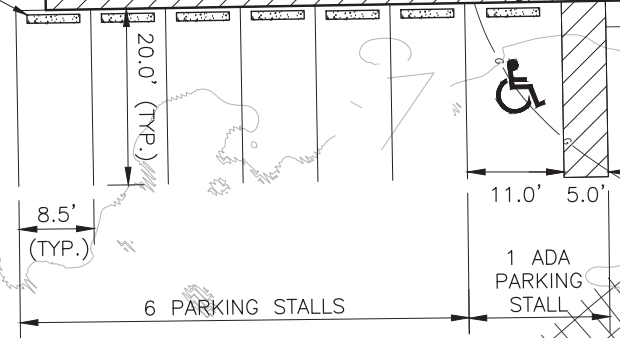 20.0' (TYP.)
11.0' 5.0'
8.5'
(TYP.)
1 ADA
PARKING
STALL
6 PARKING STALLS
G
G